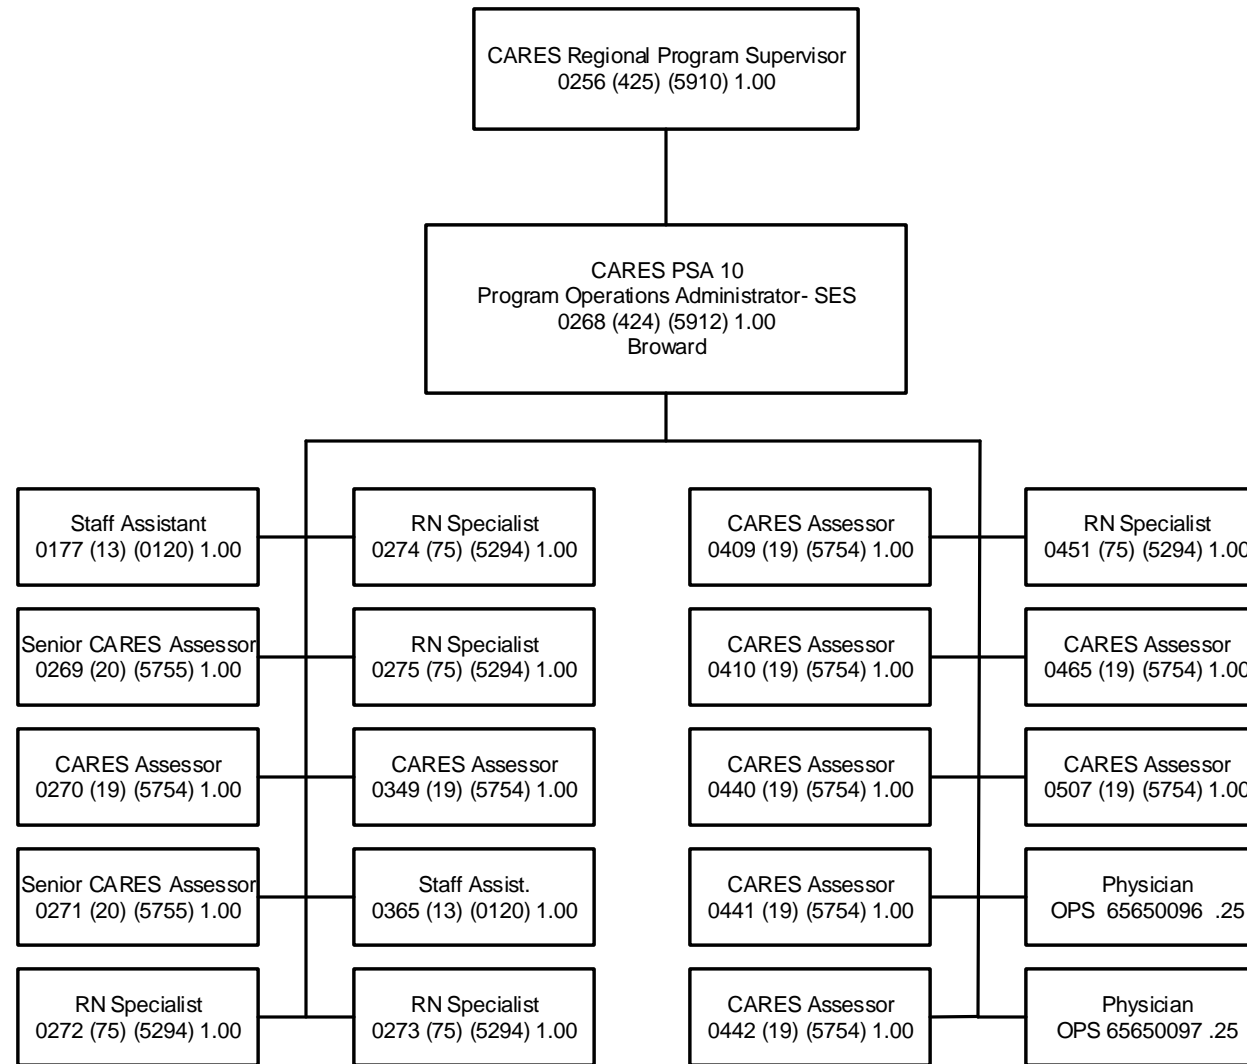 CARES Regional Program Supervisor
0256 (425) (5910) 1.00
CARES PSA 10
Program Operations Administrator- SES
0268 (424) (5912) 1.00
Broward
Staff Assistant
0177 (13) (0120) 1.00
RN Specialist
0274 (75) (5294) 1.00
CARES Assessor
0409 (19) (5754) 1.00
RN Specialist
0451 (75) (5294) 1.00
Senior CARES Assessor
0269 (20) (5755) 1.00
RN Specialist
0275 (75) (5294) 1.00
CARES Assessor
0410 (19) (5754) 1.00
CARES Assessor
0465 (19) (5754) 1.00
CARES Assessor
0270 (19) (5754) 1.00
CARES Assessor
0349 (19) (5754) 1.00
CARES Assessor
0440 (19) (5754) 1.00
CARES Assessor
0507 (19) (5754) 1.00
Senior CARES Assessor
0271 (20) (5755) 1.00
Staff Assist.
0365 (13) (0120) 1.00
CARES Assessor
0441 (19) (5754) 1.00
Physician
OPS 65650096 .25
RN Specialist
0272 (75) (5294) 1.00
RN Specialist
0273 (75) (5294) 1.00
CARES Assessor
0442 (19) (5754) 1.00
Physician
OPS 65650097 .25